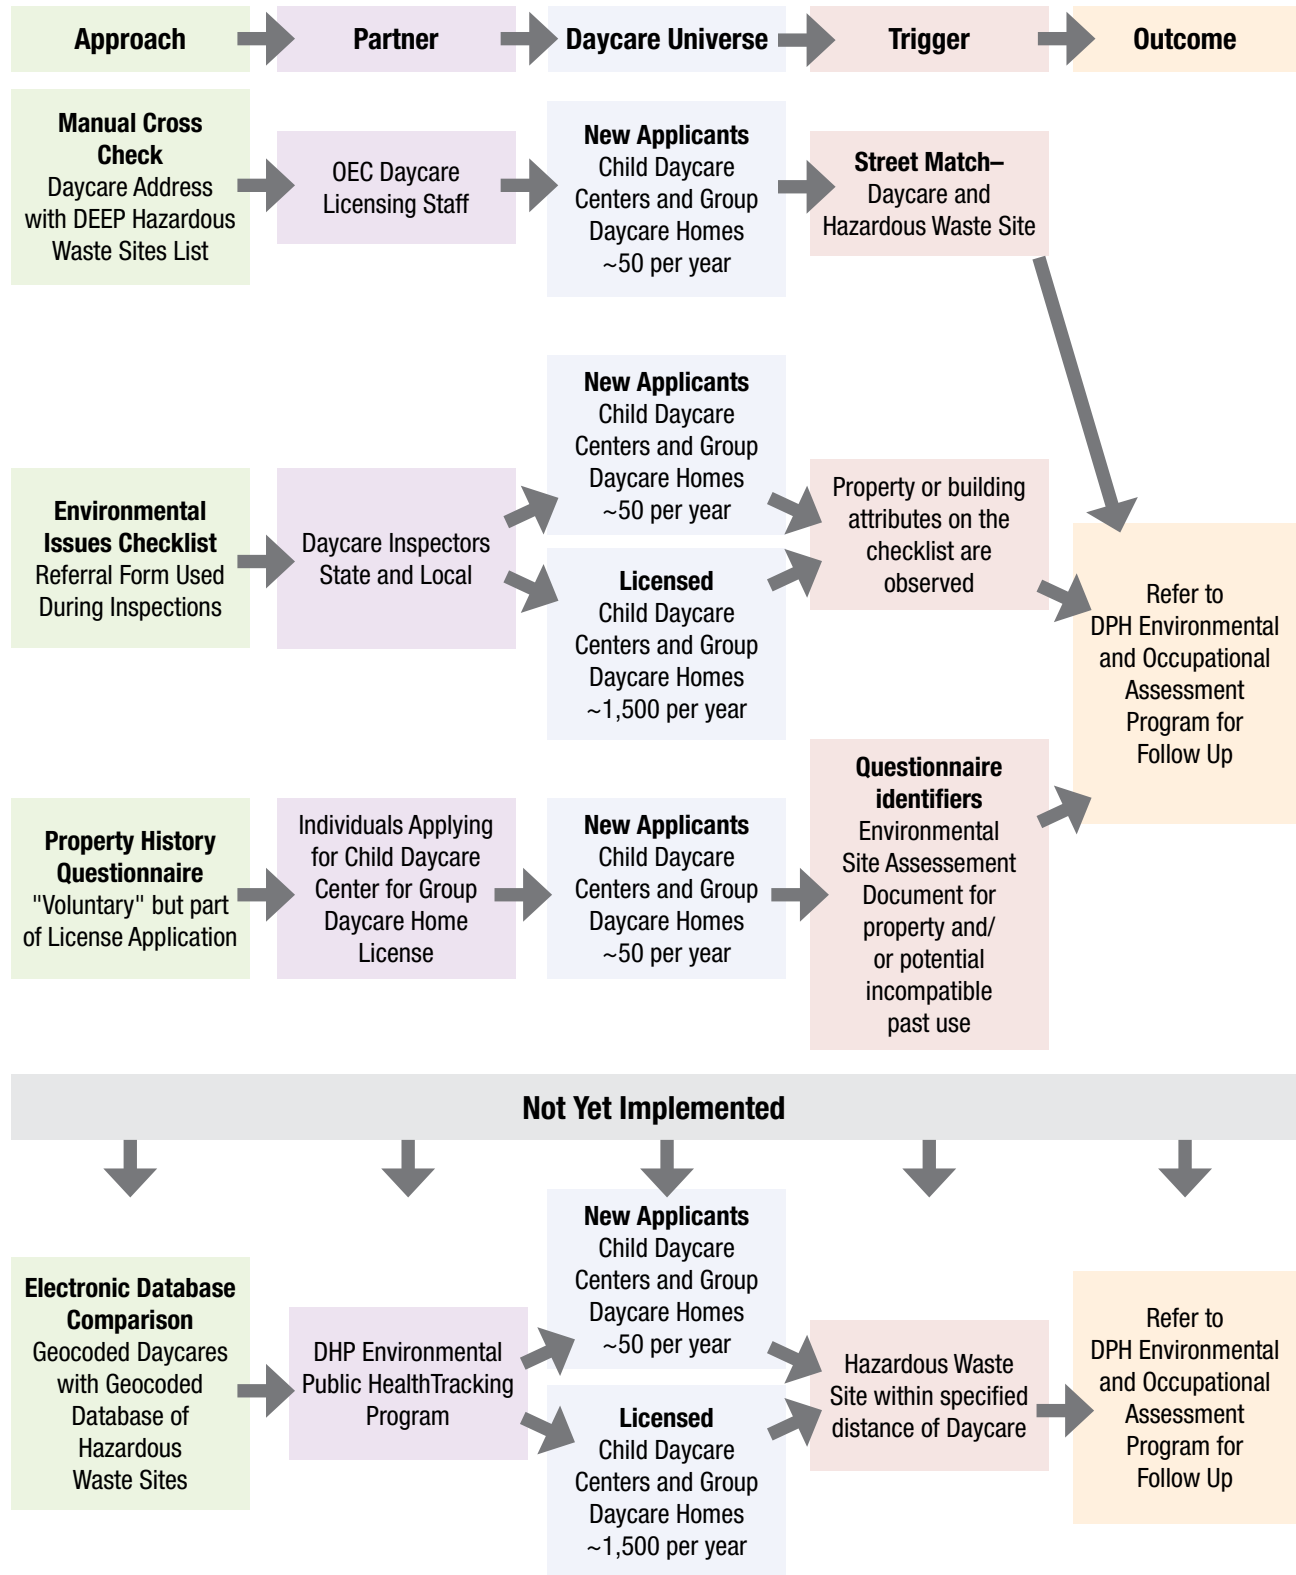 Approach
Partner
Daycare Universe
Trigger
Outcome
Manual Cross
Check
Daycare Address
with DEEP Hazardous
Waste Sites List
OEC Daycare
Licensing Staff
New Applicants
Child Daycare
Centers and Group
Daycare Homes
~50 per year
Street Match–
Daycare and
Hazardous Waste Site
Environmental
Issues Checklist
Referral Form Used
During Inspections
Daycare Inspectors
State and Local
New Applicants
Child Daycare
Centers and Group
Daycare Homes
~50 per year
Licensed
Child Daycare
Centers and Group
Daycare Homes
~1,500 per year
Property or building
attributes on the
checklist are
observed
Refer to
DPH Environmental
and Occupational
Assessment
Program for
Follow Up
Property History
Questionnaire
"Voluntary" but part
of License Application
Individuals Applying
for Child Daycare
Center for Group
Daycare Home
License
New Applicants
Child Daycare
Centers and Group
Daycare Homes
~50 per year
Questionnaire
identifiers
Environmental
Site Assessement
Document for
property and/
or potential
incompatible
past use
Not Yet Implemented
Electronic Database
Comparison
Geocoded Daycares
with Geocoded
Database of
Hazardous
Waste Sites
DHP Environmental
Public HealthTracking
Program
New Applicants
Child Daycare
Centers and Group
Daycare Homes
~50 per year
Licensed
Child Daycare
Centers and Group
Daycare Homes
~1,500 per year
Hazardous Waste
Site within specified
distance of Daycare
Refer to
DPH Environmental
and Occupational
Assessment
Program for
Follow Up